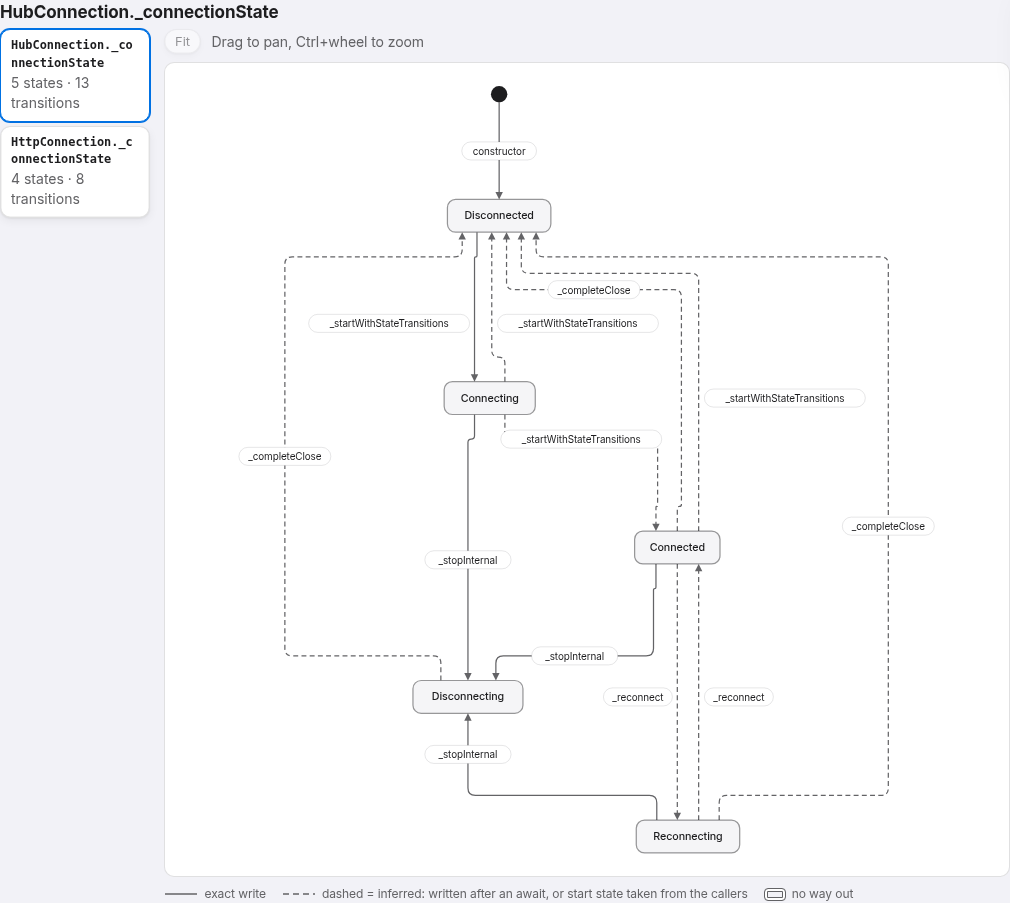 HubConnection._connectionState
HubConnection._co
nnectionState
5 states · 13
transitions
HttpConnection._c
onnectionState
4 states · 8
transitions
Fit
Drag to pan, Ctrl+wheel to zoom
constructor
Disconnected
_completeClose
_startWithStateTransitions
_startWithStateTransitions
Connecting
_startWithStateTransitions
_startWithStateTransitions
_completeClose
_completeClose
Connected
_stopInternal
_stopInternal
Disconnecting
_reconnect
_reconnect
_stopInternal
Reconnecting
exact write
dashed = inferred: written after an await, or start state taken from the callers
no way out